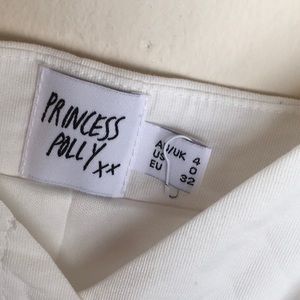 PRINCESS
POLLY xx
AU/UK 4
US 0
EU 32